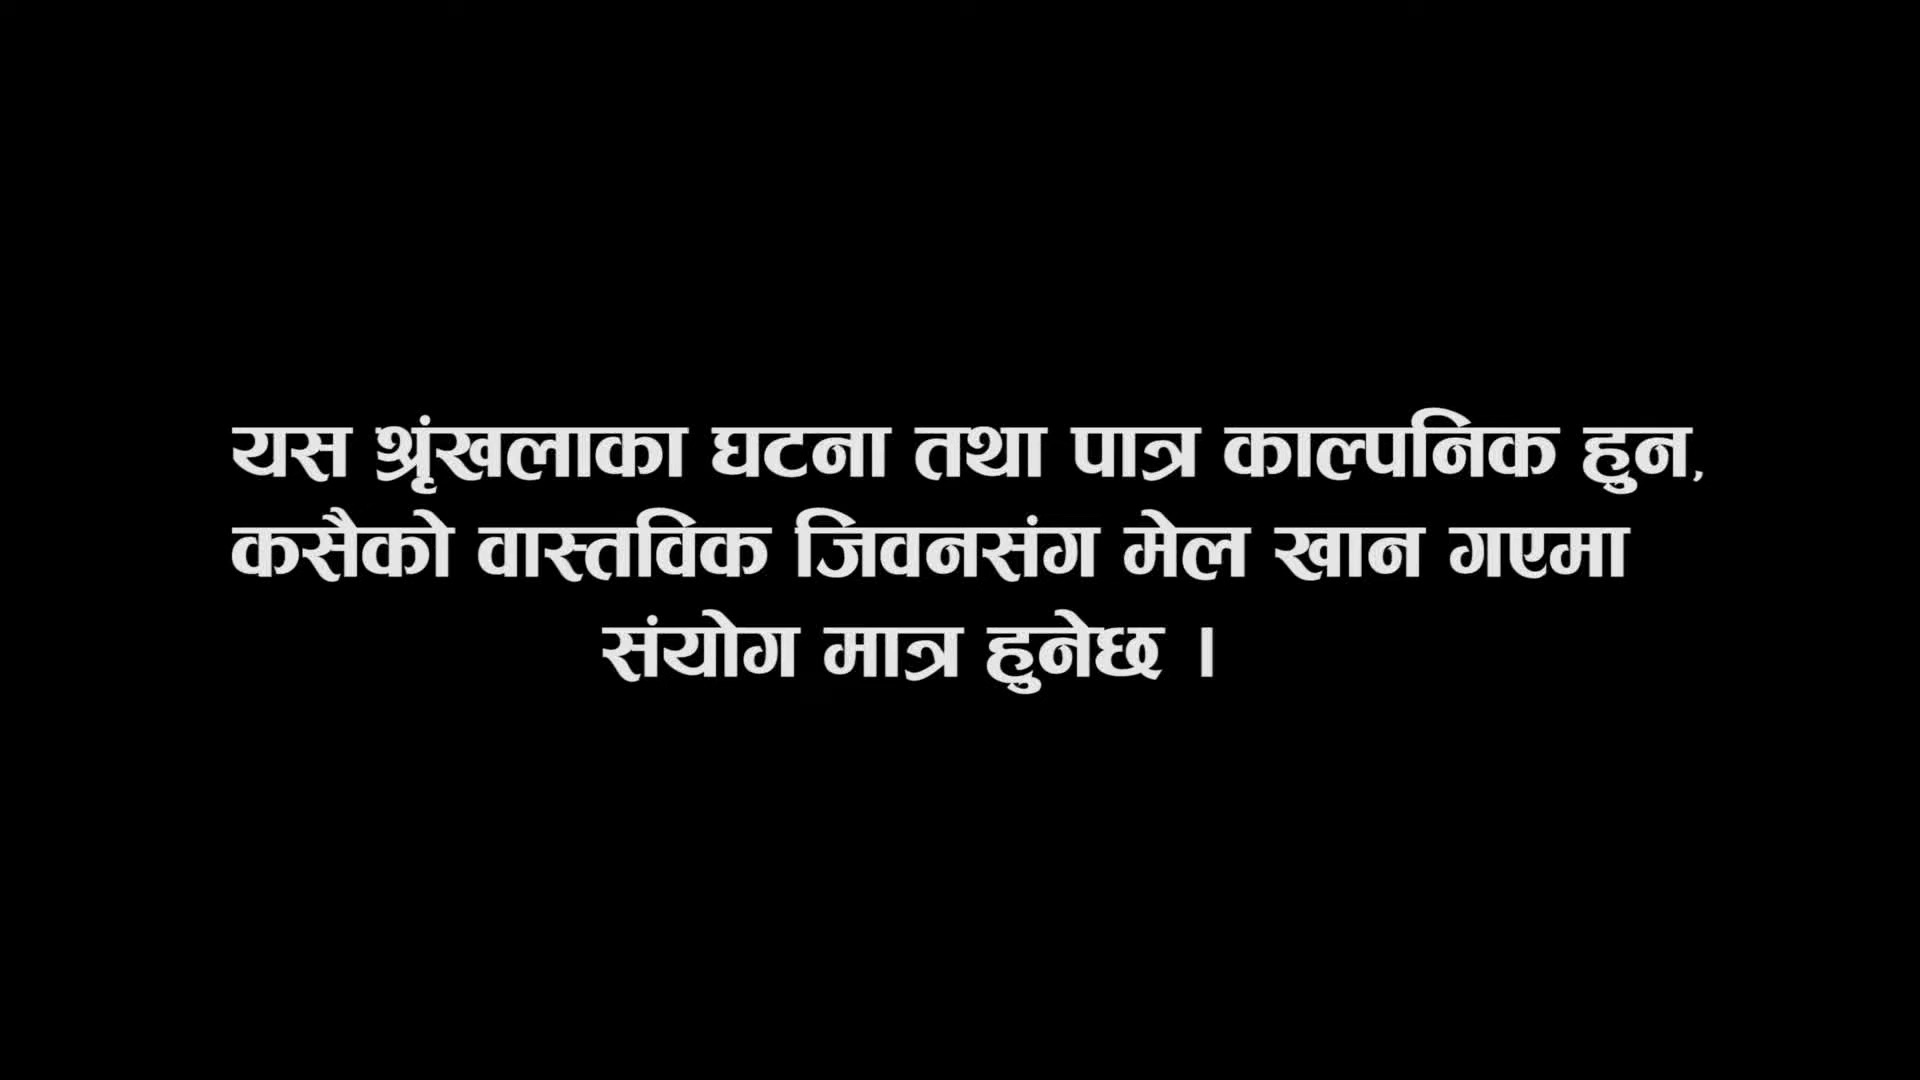 यस श्रृंखलाका घटना तथा पात्र काल्पनिक हुन,
कसैको वास्तविक जिवनसंग मेल खान गएमा
संयोग मात्र हुनेछ ।